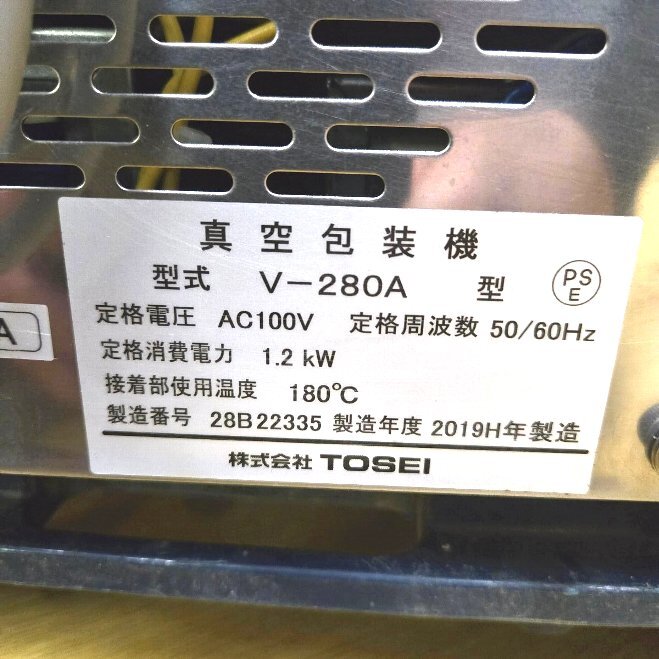 真空包装機
型式 V-280A 型 PSE
定格電圧 AC100V 定格周波数 50/60Hz
定格消費電力 1.2 kW
接着部使用温度 180℃
製造番号 28B22335 製造年度 2019H年製造
株式会社 TOSEI
A